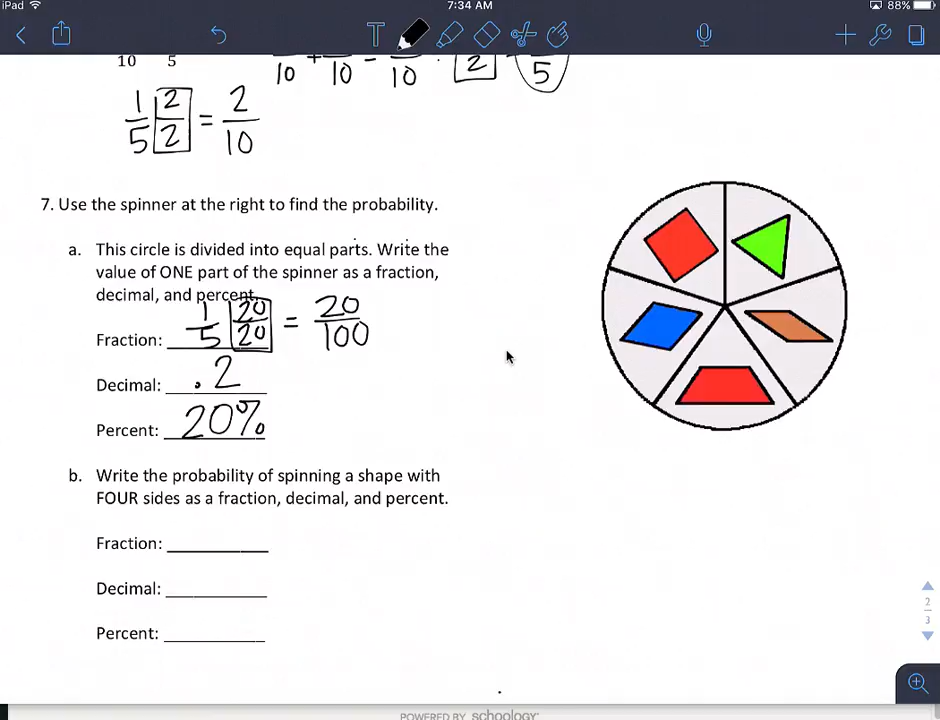 iPad 7:34 AM 88%
10 5 10 + 10 - 10 · 2 5
1/5 2/2 = 2/10
7. Use the spinner at the right to find the probability.
a. This circle is divided into equal parts. Write the
value of ONE part of the spinner as a fraction,
decimal, and percent.
Fraction: 1/5 20/20 = 20/100
Decimal: .2
Percent: 20%
b. Write the probability of spinning a shape with
FOUR sides as a fraction, decimal, and percent.
Fraction: ________
Decimal: ________
Percent: ________
2
3
POWERED BY schoology